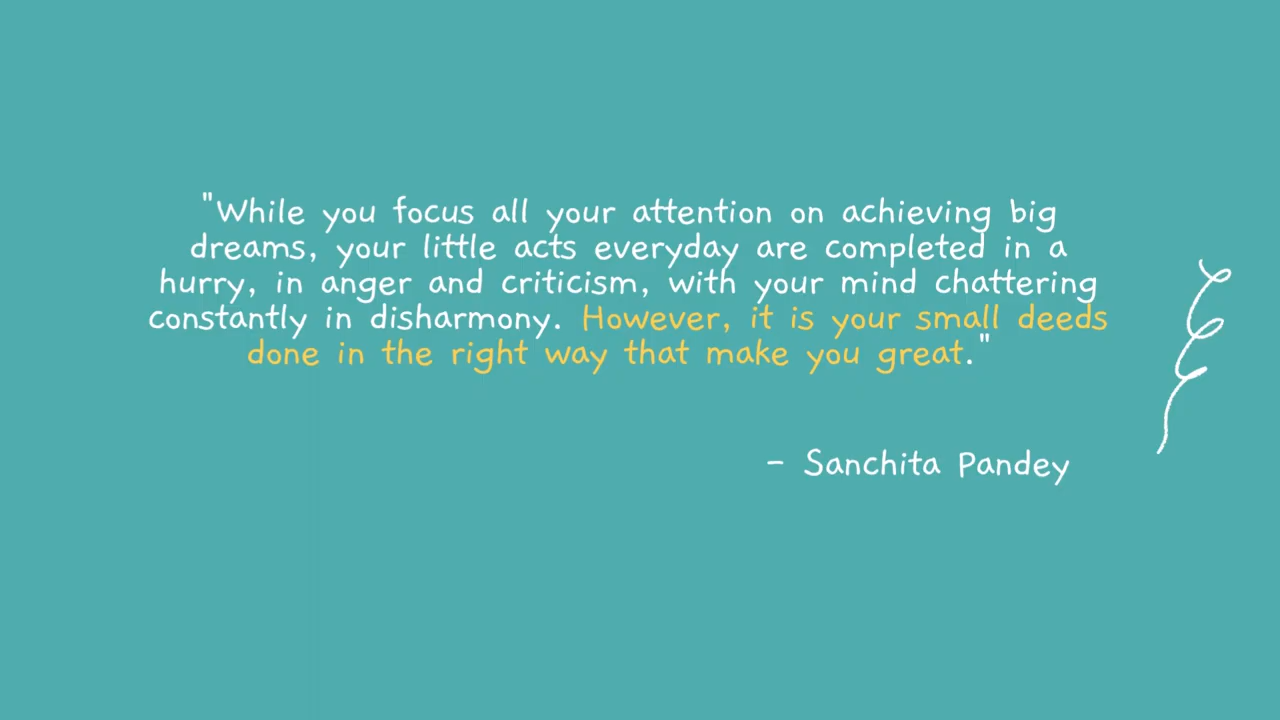 "While you focus all your attention on achieving big
dreams, your little acts everyday are completed in a
hurry, in anger and criticism, with your mind chattering
constantly in disharmony. However, it is your small deeds
done in the right way that make you great."
- Sanchita Pandey